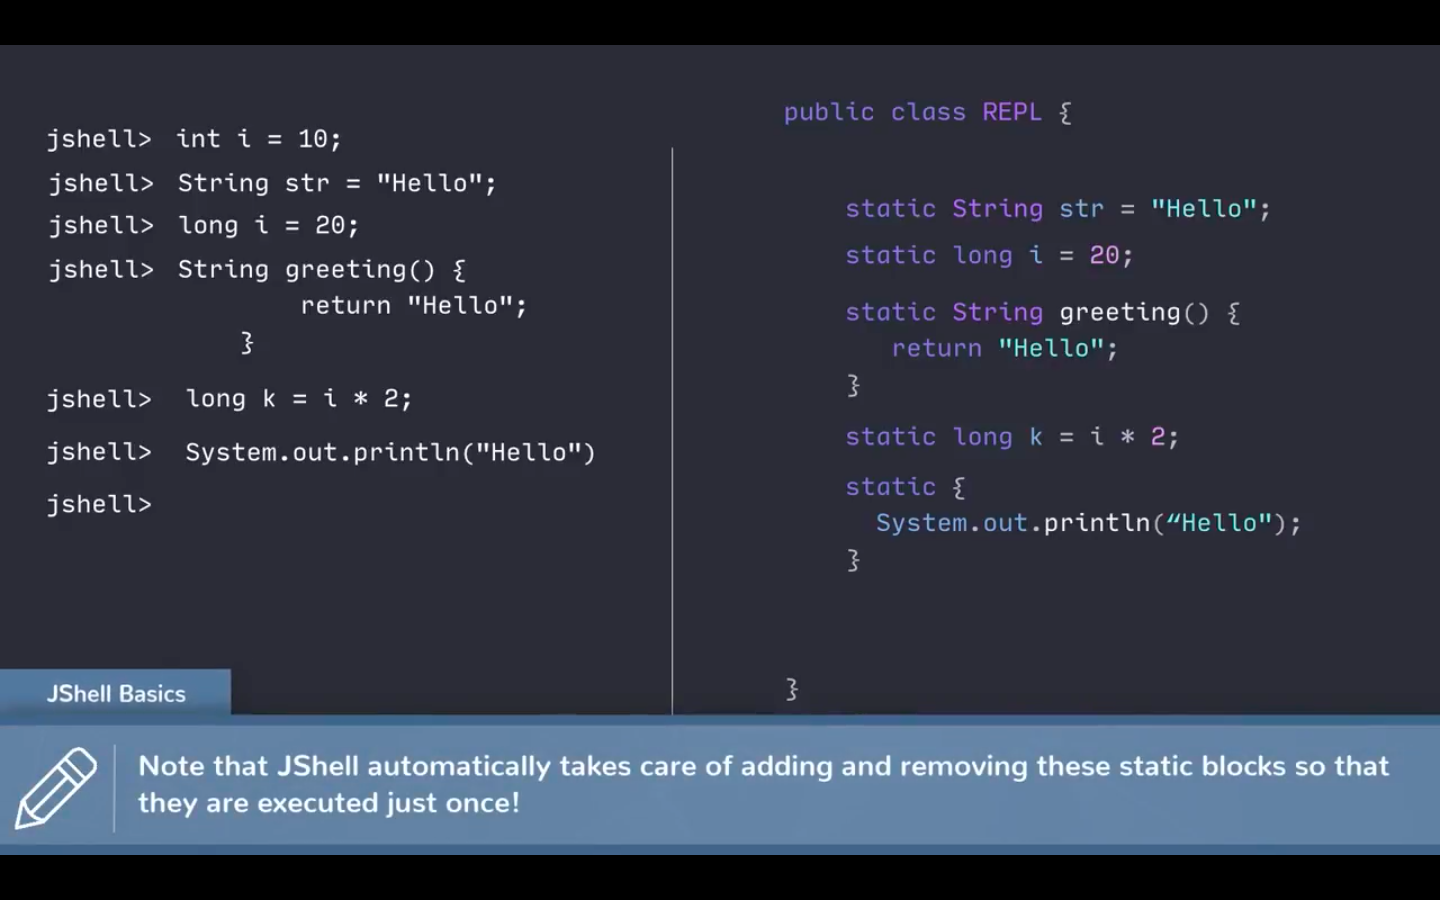 jshell> int i = 10;
jshell> String str = "Hello";
jshell> long i = 20;
jshell> String greeting() {
return "Hello";
}
jshell> long k = i * 2;
jshell> System.out.println("Hello")
jshell>
public class REPL {
static String str = "Hello";
static long i = 20;
static String greeting() {
return "Hello";
}
static long k = i * 2;
static {
System.out.println(“Hello");
}
}
JShell Basics
Note that JShell automatically takes care of adding and removing these static blocks so that
they are executed just once!